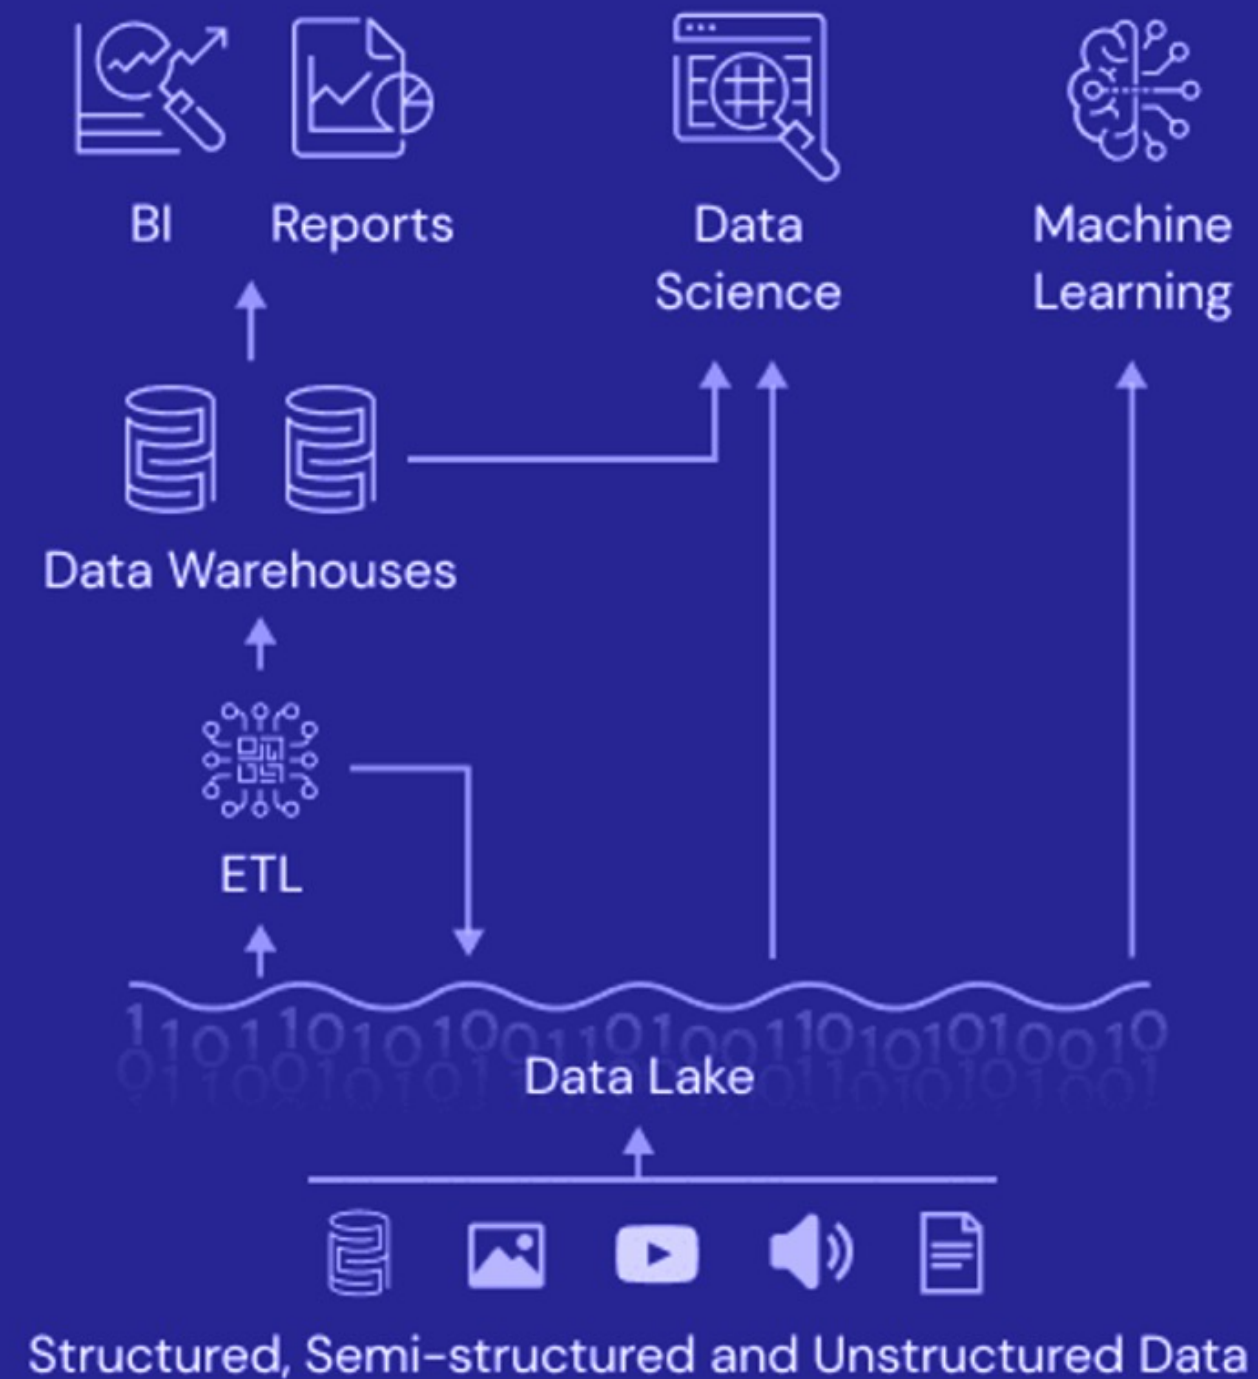 BI
Reports
Data
Science
Machine
Learning
Data Warehouses
ETL
Data Lake
Structured, Semi-structured and Unstructured Data